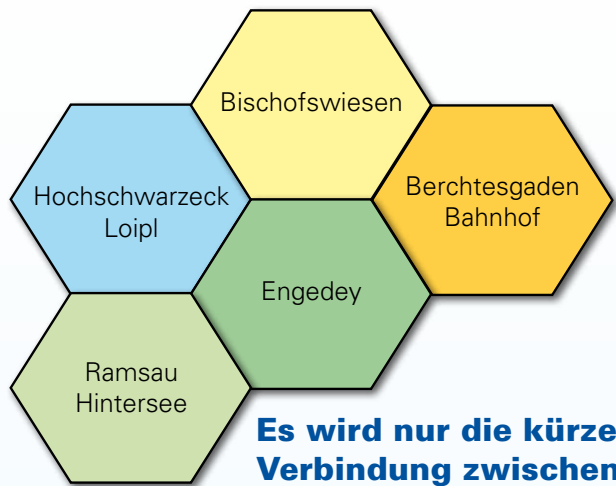 Bischofswiesen
Hochschwarzeck
Loipl
Berchtesgaden
Bahnhof
Engedey
Ramsau
Hintersee
Es wird nur die kürze
Verbindung zwischen